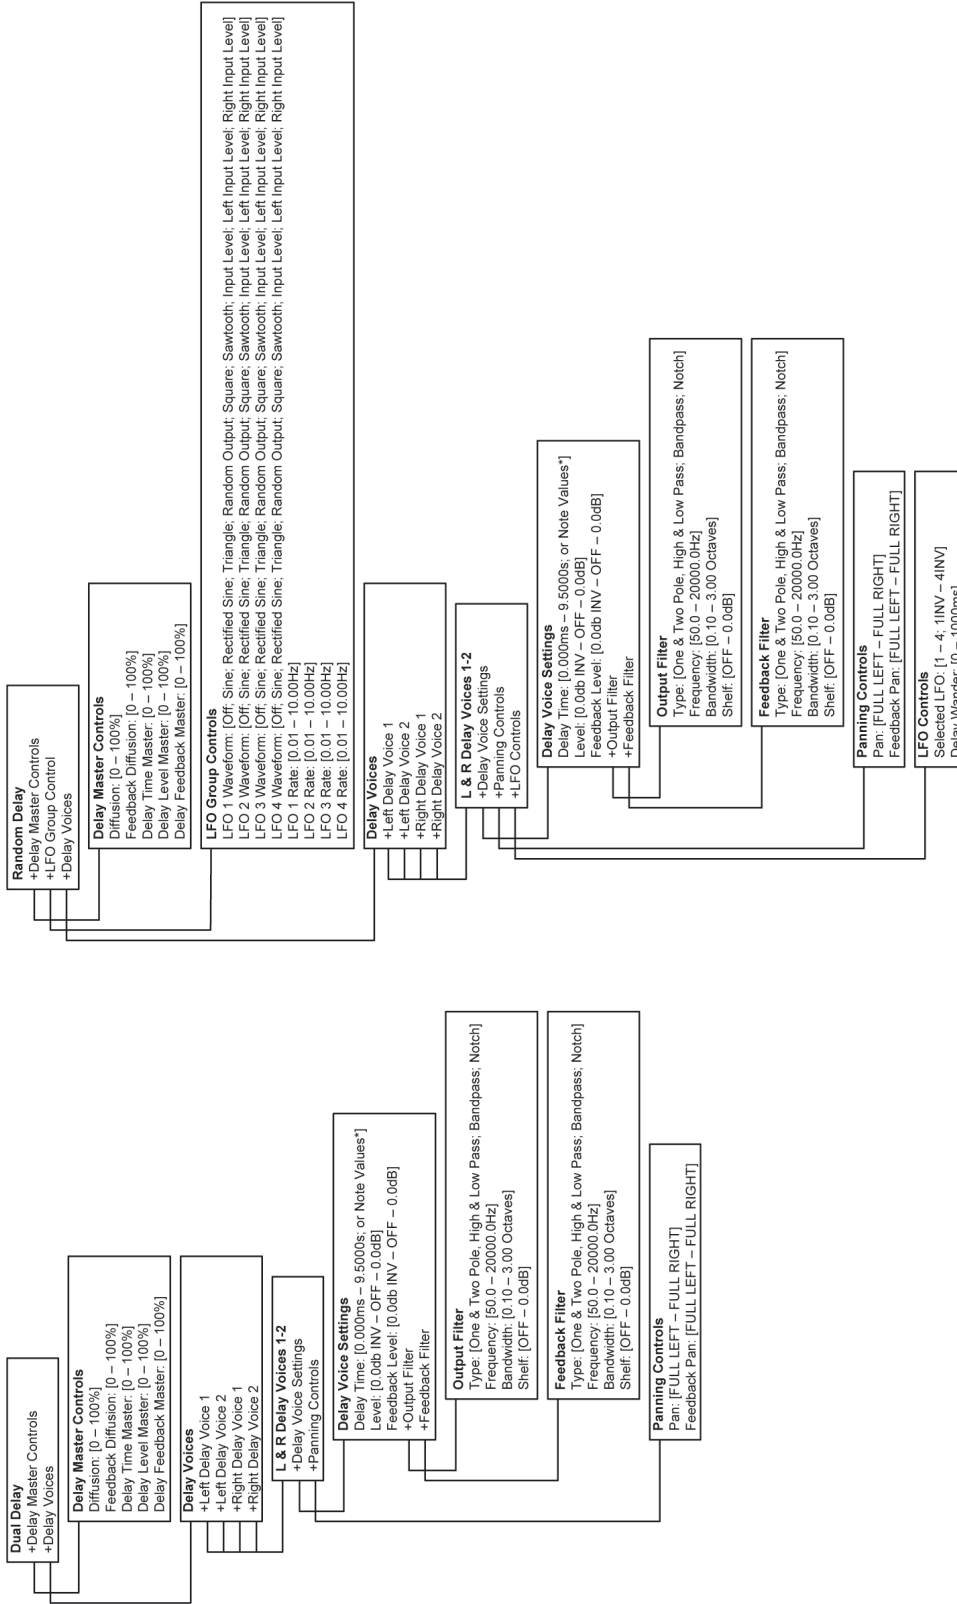 Dual Delay
+Delay Master Controls
+Delay Voices
Delay Master Controls
Diffusion: [0 – 100%]
Feedback Diffusion: [0 – 100%]
Delay Time Master: [0 – 100%]
Delay Level Master: [0 – 100%]
Delay Feedback Master: [0 – 100%]
Delay Voices
+Left Delay Voice 1
+Left Delay Voice 2
+Right Delay Voice 1
+Right Delay Voice 2
L & R Delay Voices 1-2
+Delay Voice Settings
+Panning Controls
Delay Voice Settings
Delay Time: [0.000ms – 9.5000s; or Note Values*]
Level: [0.0db INV – OFF – 0.0dB]
Feedback Level: [0.0db INV – OFF – 0.0dB]
+Output Filter
+Feedback Filter
Output Filter
Type: [One & Two Pole, High & Low Pass; Bandpass; Notch]
Frequency: [50.0 – 20000.0Hz]
Bandwidth: [0.10 – 3.00 Octaves]
Shelf: [OFF – 0.0dB]
Feedback Filter
Type: [One & Two Pole, High & Low Pass; Bandpass; Notch]
Frequency: [50.0 – 20000.0Hz]
Bandwidth: [0.10 – 3.00 Octaves]
Shelf: [OFF – 0.0dB]
Panning Controls
Pan: [FULL LEFT – FULL RIGHT]
Feedback Pan: [FULL LEFT – FULL RIGHT]
Random Delay
+Delay Master Controls
+LFO Group Control
+Delay Voices
Delay Master Controls
Diffusion: [0 – 100%]
Feedback Diffusion: [0 – 100%]
Delay Time Master: [0 – 100%]
Delay Level Master: [0 – 100%]
Delay Feedback Master: [0 – 100%]
LFO Group Controls
LFO 1 Waveform: [Off; Sine; Rectified Sine; Triangle; Random Output; Square; Sawtooth; Input Level; Left Input Level; Right Input Level]
LFO 2 Waveform: [Off; Sine; Rectified Sine; Triangle; Random Output; Square; Sawtooth; Input Level; Left Input Level; Right Input Level]
LFO 3 Waveform: [Off; Sine; Rectified Sine; Triangle; Random Output; Square; Sawtooth; Input Level; Left Input Level; Right Input Level]
LFO 4 Waveform: [Off; Sine; Rectified Sine; Triangle; Random Output; Square; Sawtooth; Input Level; Left Input Level; Right Input Level]
LFO 1 Rate: [0.01 – 10.00Hz]
LFO 2 Rate: [0.01 – 10.00Hz]
LFO 3 Rate: [0.01 – 10.00Hz]
LFO 4 Rate: [0.01 – 10.00Hz]
Delay Voices
+Left Delay Voice 1
+Left Delay Voice 2
+Right Delay Voice 1
+Right Delay Voice 2
L & R Delay Voices 1-2
+Delay Voice Settings
+Panning Controls
+LFO Controls
Delay Voice Settings
Delay Time: [0.000ms – 9.5000s; or Note Values*]
Level: [0.0db INV – OFF – 0.0dB]
Feedback Level: [0.0db INV – OFF – 0.0dB]
+Output Filter
+Feedback Filter
Output Filter
Type: [One & Two Pole, High & Low Pass; Bandpass; Notch]
Frequency: [50.0 – 20000.0Hz]
Bandwidth: [0.10 – 3.00 Octaves]
Shelf: [OFF – 0.0dB]
Feedback Filter
Type: [One & Two Pole, High & Low Pass; Bandpass; Notch]
Frequency: [50.0 – 20000.0Hz]
Bandwidth: [0.10 – 3.00 Octaves]
Shelf: [OFF – 0.0dB]
Panning Controls
Pan: [FULL LEFT – FULL RIGHT]
Feedback Pan: [FULL LEFT – FULL RIGHT]
LFO Controls
Selected LFO: [1 – 4; 1INV – 4INV]
Delay Wander: [0 – 1000ms]